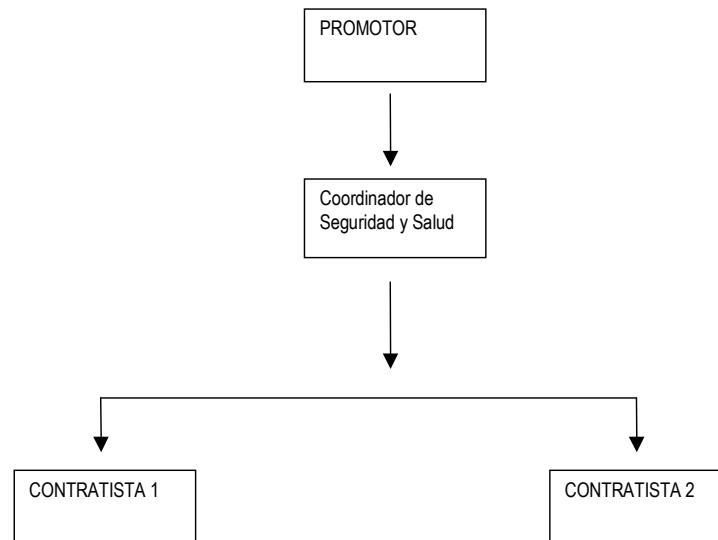 PROMOTOR
Coordinador de
Seguridad y Salud
CONTRATISTA 1
CONTRATISTA 2